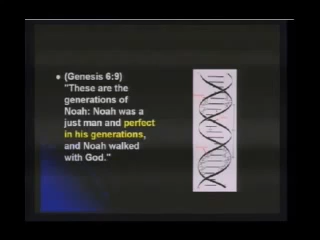 • (Genesis 6:9)
"These are the
generations of
Noah: Noah was a
just man and perfect
in his generations,
and Noah walked
with God."